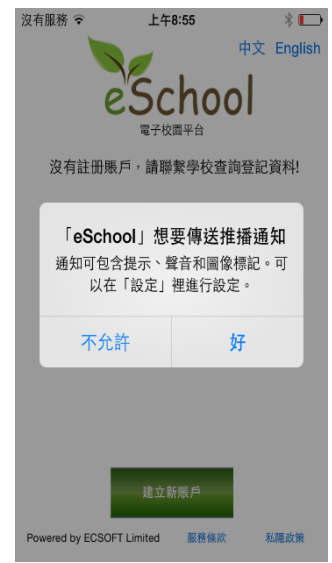 沒有服務 上午8:55
中文 English
eSchool
電子校園平台
沒有註冊賬戶，請聯繫學校查詢登記資料!
「eSchool」想要傳送推播通知
通知可包含提示、聲音和圖像標記。可
以在「設定」裡進行設定。
不允許 好
建立新賬戶
Powered by ECSOFT Limited 服務條款 私隱政策